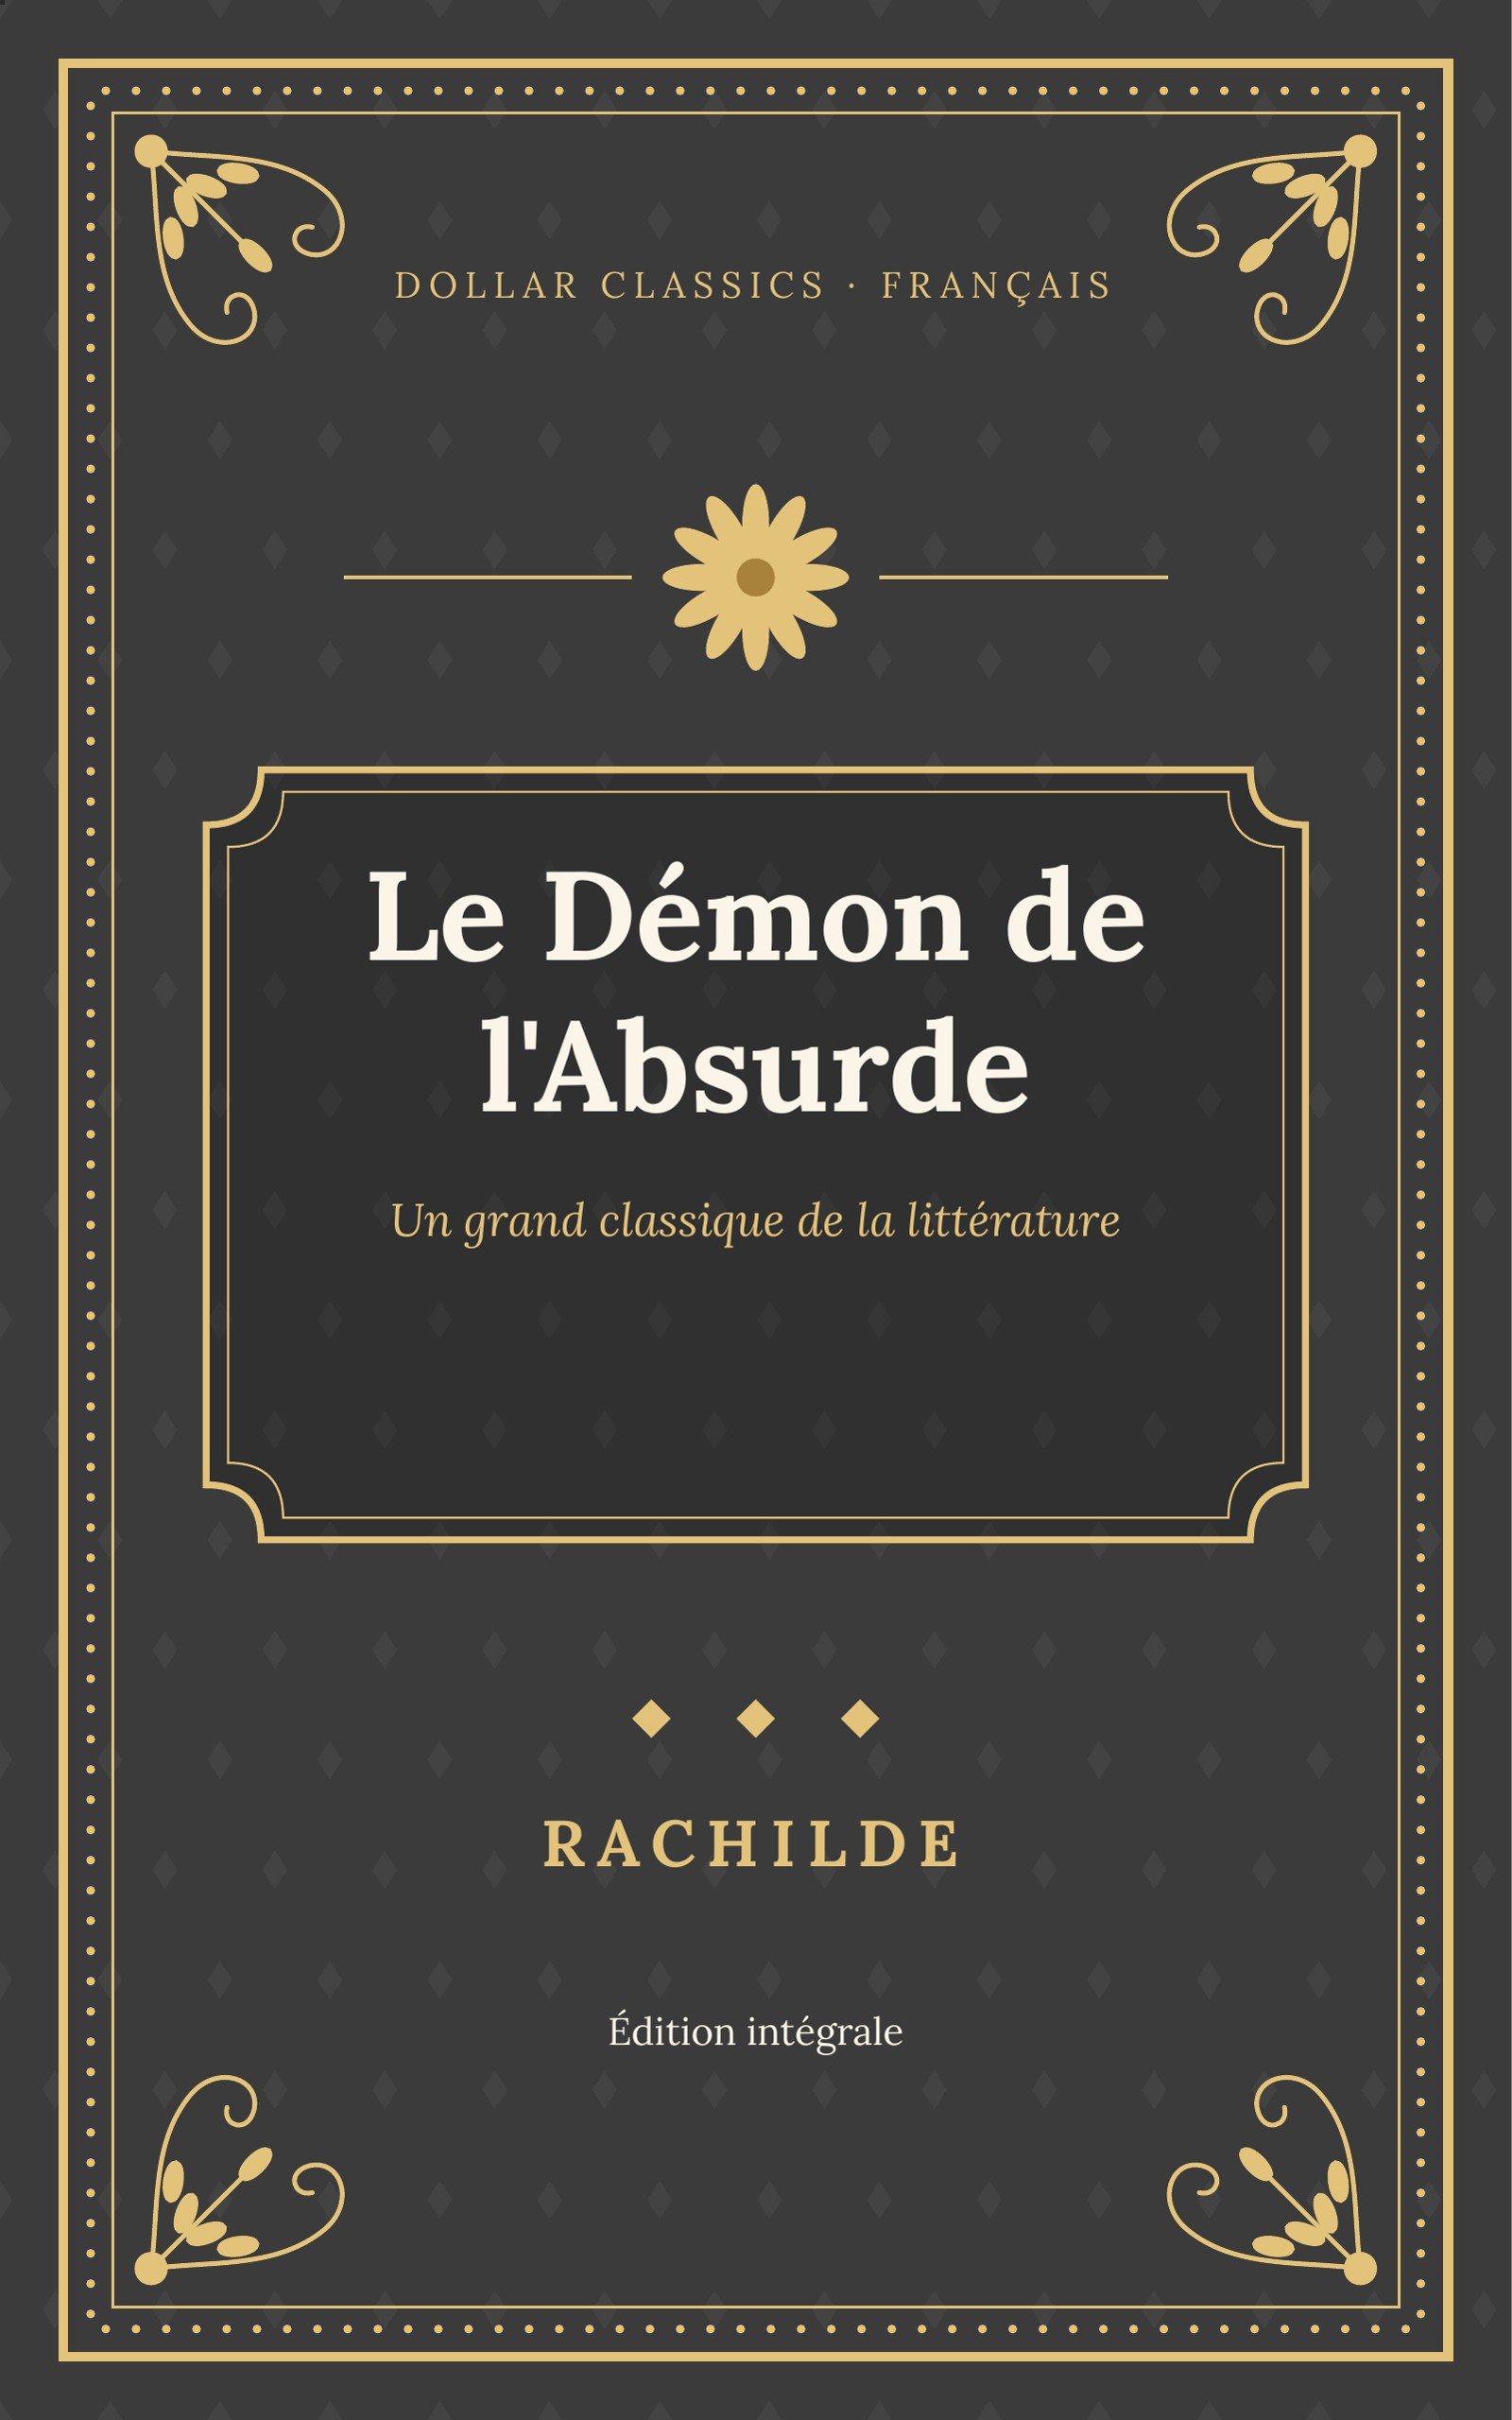 DOLLAR CLASSICS · FRANÇAIS
Le Démon de
l'Absurde
Un grand classique de la littérature
RACHILDE
Édition intégrale